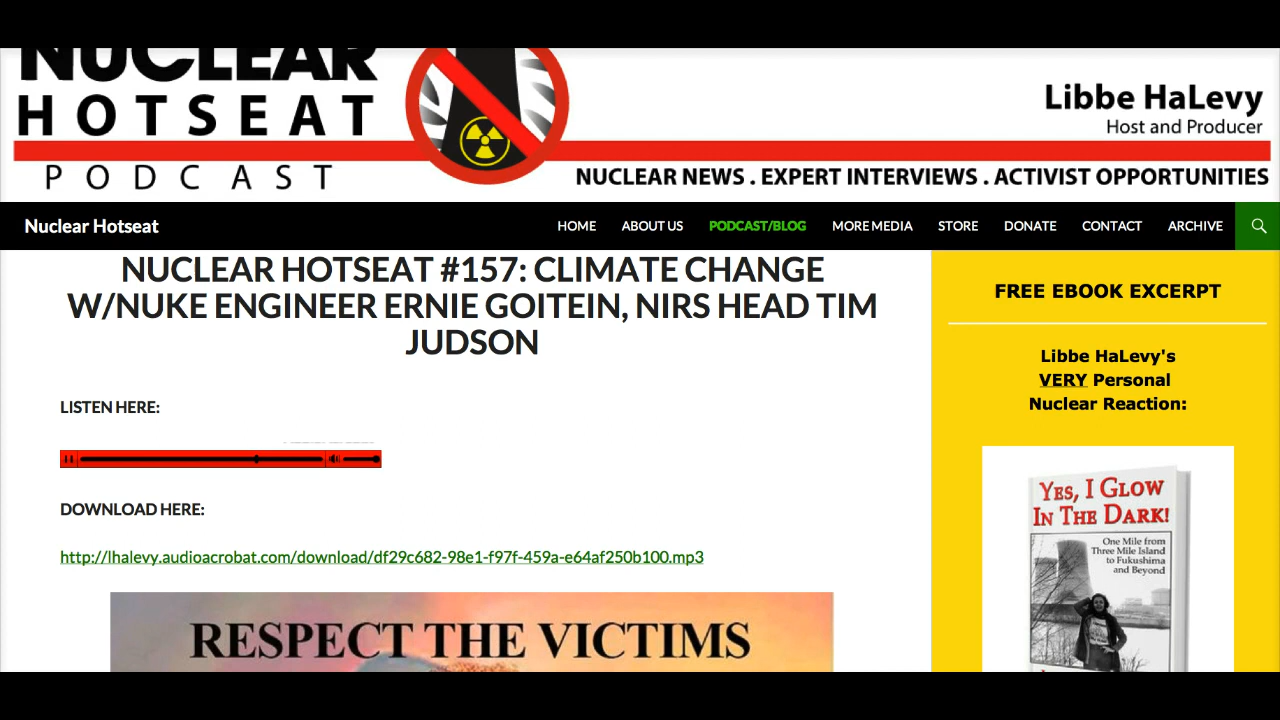 NUCLEAR
HOTSEAT
PODCAST
Libbe HaLevy
Host and Producer
NUCLEAR NEWS . EXPERT INTERVIEWS . ACTIVIST OPPORTUNITIES
Nuclear Hotseat
HOME
ABOUT US
PODCAST/BLOG
MORE MEDIA
STORE
DONATE
CONTACT
ARCHIVE
NUCLEAR HOTSEAT #157: CLIMATE CHANGE
W/NUKE ENGINEER ERNIE GOITEIN, NIRS HEAD TIM
JUDSON
LISTEN HERE:
DOWNLOAD HERE:
http://lhalevy.audioacrobat.com/download/df29c682-98e1-f97f-459a-e64af250b100.mp3
RESPECT THE VICTIMS
FREE EBOOK EXCERPT
Libbe HaLevy's
VERY Personal
Nuclear Reaction:
YES, I GLOW
IN THE DARK!
One Mile from
Three Mile Island
to Fukushima
and Beyond